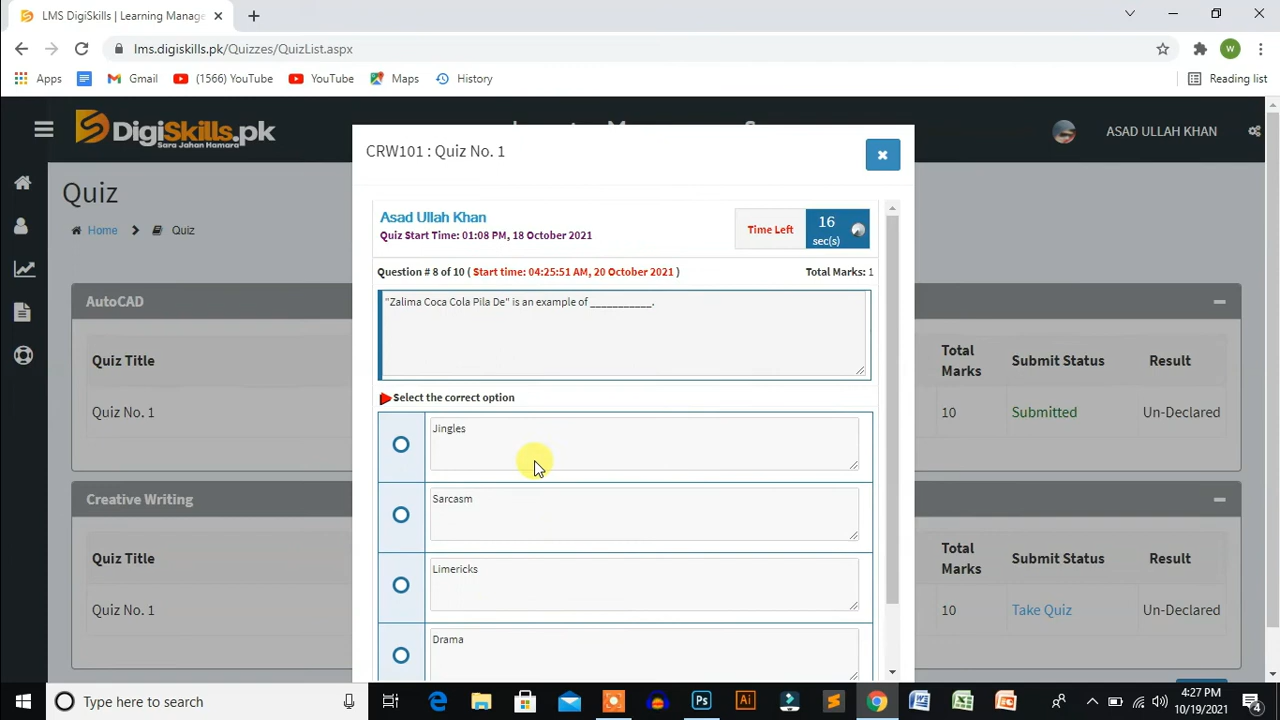 LMS DigiSkills | Learning Manage
lms.digiskills.pk/Quizzes/QuizList.aspx
W
Apps
Gmail
(1566) YouTube
YouTube
Maps
History
Reading list
DigiSkills.pk
Sara Jahan Hamara
ASAD ULLAH KHAN
CRW101 : Quiz No. 1
Quiz
Home
Quiz
Asad Ullah Khan
Quiz Start Time: 01:08 PM, 18 October 2021
Time Left
16
sec(s)
Question # 8 of 10 ( Start time: 04:25:51 AM, 20 October 2021 )
Total Marks: 1
"Zalima Coca Cola Pila De" is an example of ___________.
Select the correct option
Jingles
Sarcasm
Limericks
Drama
AutoCAD
Quiz Title
Total Marks
Submit Status
Result
Quiz No. 1
10
Submitted
Un-Declared
Creative Writing
Quiz Title
Total Marks
Submit Status
Result
Quiz No. 1
10
Take Quiz
Un-Declared
Type here to search
4:27 PM
10/19/2021
4